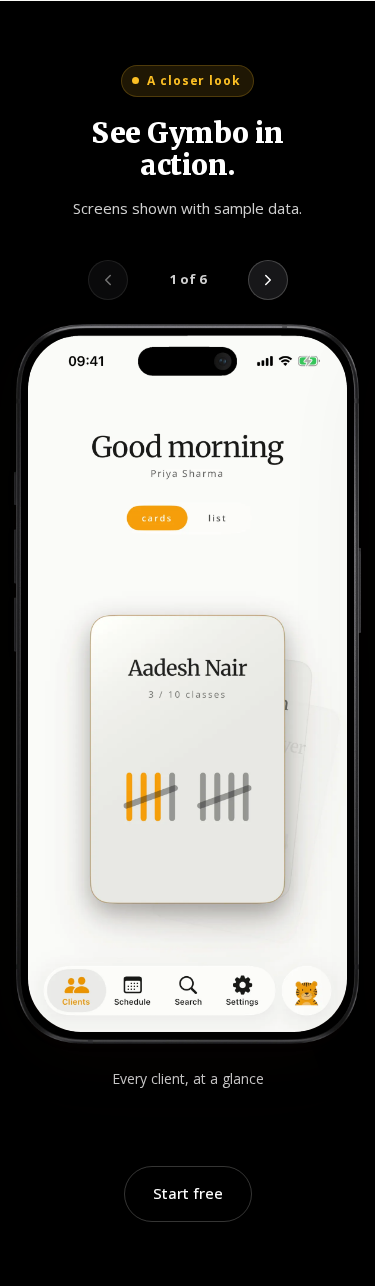 A closer look
See Gymbo in
action.
Screens shown with sample data.
1 of 6
09:41
Good morning
Priya Sharma
cards
list
Aadesh Nair
3 / 10 classes
Clients
Schedule
Search
Settings
Every client, at a glance
Start free